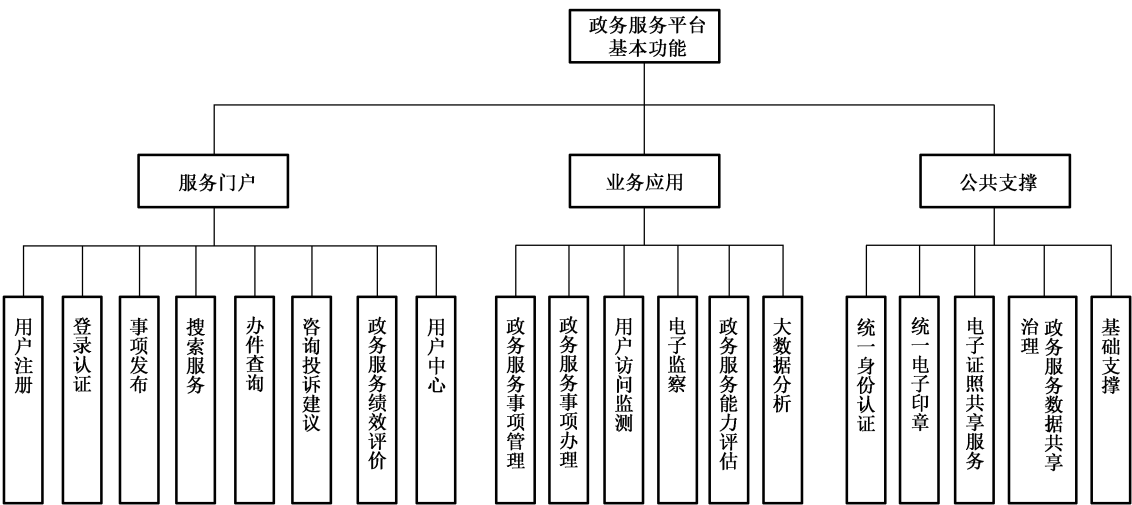 政务服务平台
基本功能
服务门户
业务应用
公共支撑
用户注册
登录认证
事项发布
搜索服务
办件查询
咨询投诉建议
政务服务绩效评价
用户中心
政务服务事项管理
政务服务事项办理
用户访问监测
电子监察
政务服务能力评估
大数据分析
统一身份认证
统一电子印章
电子证照共享服务
政务服务数据共享
治理
基础支撑